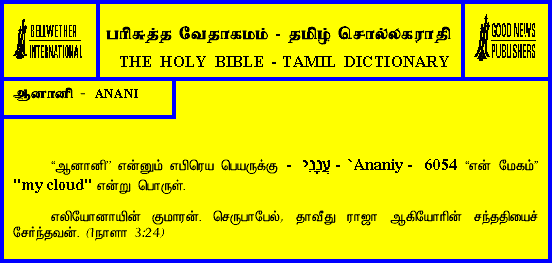 BELLWETHER
INTERNATIONAL
பரிசுத்த வேதாகமம் - தமிழ் சொல்லகராதி
THE HOLY BIBLE - TAMIL DICTIONARY
GOOD NEWS
PUBLISHERS
ஆனானி - ANANI
“ஆனானி” என்னும் எபிரெய பெயருக்கு - עֲנָנִי - `Ananiy - 6054 “என் மேகம்”
"my cloud" என்று பொருள்.
எலியோனாயின் குமாரன். செருபாபேல், தாவீது ராஜா ஆகியோரின் சந்ததியைச்
சேர்ந்தவன். (1நாளா 3:24)